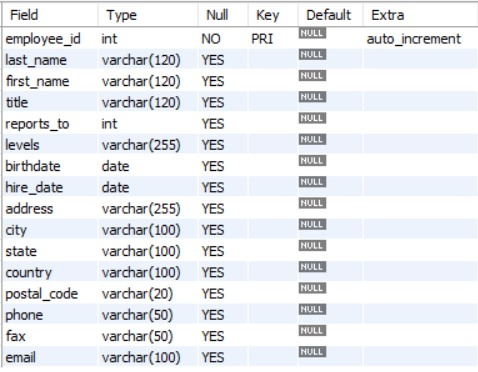 Field Type Null Key Default Extra
employee_id int NO PRI NULL auto_increment
last_name varchar(120) YES NULL
first_name varchar(120) YES NULL
title varchar(120) YES NULL
reports_to int YES NULL
levels varchar(255) YES NULL
birthdate date YES NULL
hire_date date YES NULL
address varchar(255) YES NULL
city varchar(100) YES NULL
state varchar(100) YES NULL
country varchar(100) YES NULL
postal_code varchar(20) YES NULL
phone varchar(50) YES NULL
fax varchar(50) YES NULL
email varchar(100) YES NULL